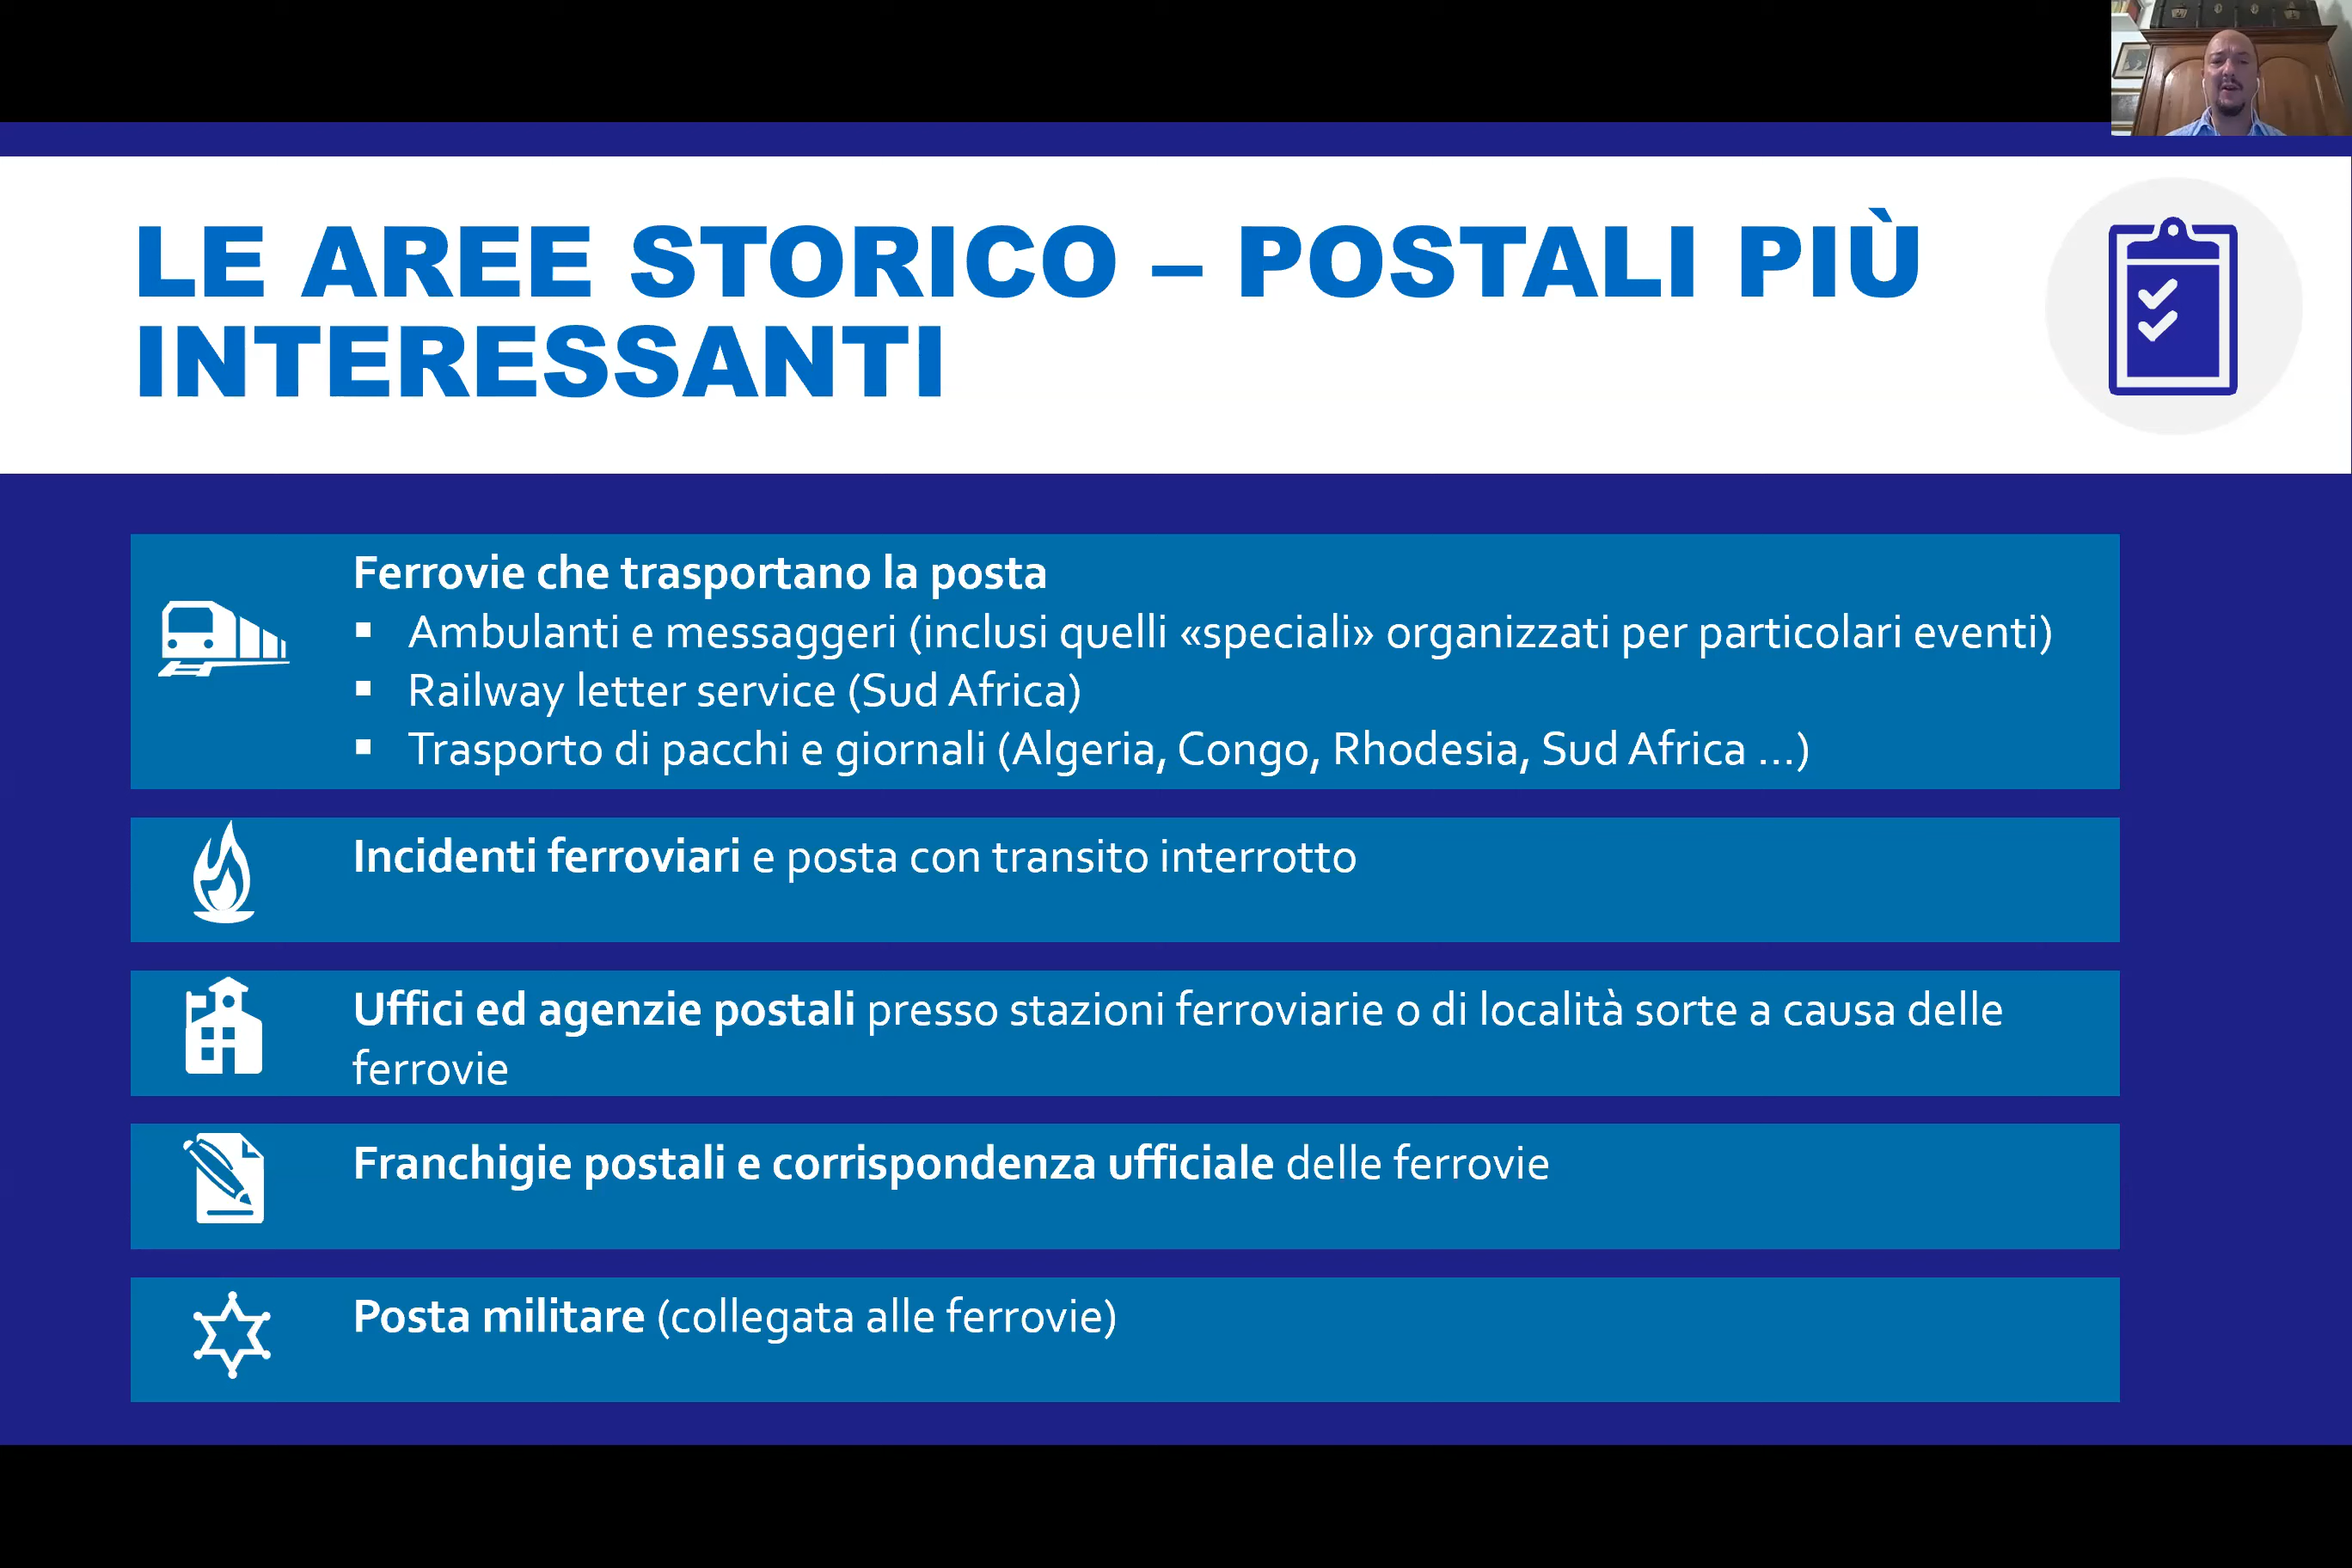 LE AREE STORICO – POSTALI PIÙ
INTERESSANTI
Ferrovie che trasportano la posta
▪ Ambulanti e messaggeri (inclusi quelli «speciali» organizzati per particolari eventi)
▪ Railway letter service (Sud Africa)
▪ Trasporto di pacchi e giornali (Algeria, Congo, Rhodesia, Sud Africa ...)
Incidenti ferroviari e posta con transito interrotto
Uffici ed agenzie postali presso stazioni ferroviarie o di località sorte a causa delle
ferrovie
Franchigie postali e corrispondenza ufficiale delle ferrovie
Posta militare (collegata alle ferrovie)